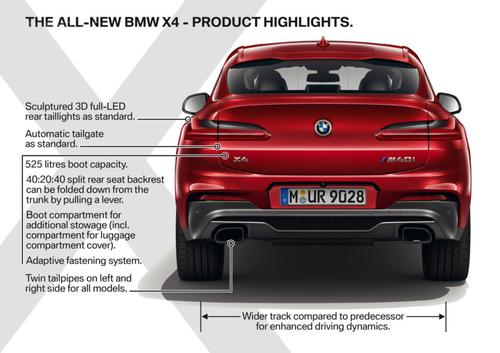 THE ALL-NEW BMW X4 - PRODUCT HIGHLIGHTS.
Sculptured 3D full-LED
rear taillights as standard.
Automatic tailgate
as standard.
525 litres boot capacity.
40:20:40 split rear seat backrest
can be folded down from the
trunk by pulling a lever.
Boot compartment for
additional stowage (incl.
compartment for luggage
compartment cover).
Adaptive fastening system.
Twin tailpipes on left and
right side for all models.
X4
M40i
M UR 9028
Wider track compared to predecessor
for enhanced driving dynamics.